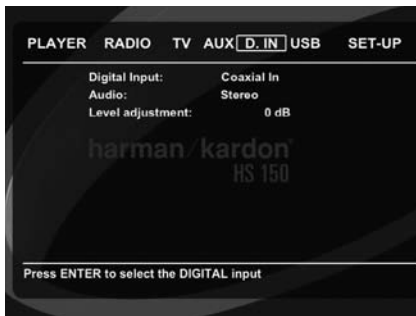 PLAYER RADIO TV AUX D. IN USB SET-UP
Digital Input: Coaxial In
Audio: Stereo
Level adjustment: 0 dB
harman/kardon
HS 150
Press ENTER to select the DIGITAL input